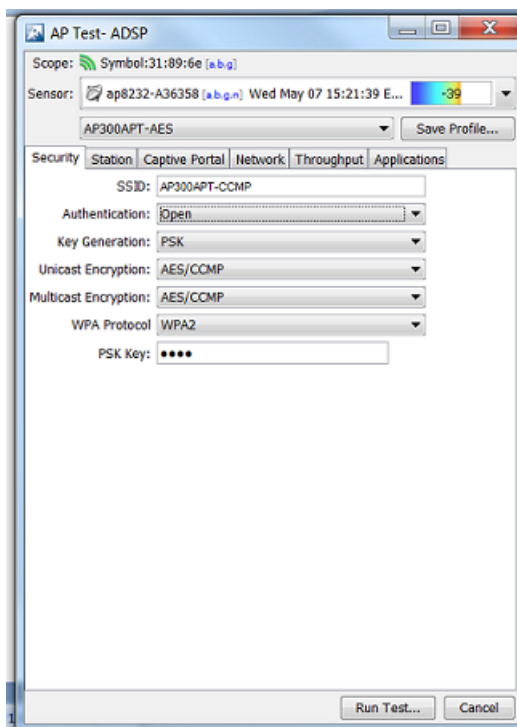 AP Test- ADSP
Scope: Symbol:31:89:6e [a.b.g]
Sensor: ap8232-A36358 [a.b.g.n] Wed May 07 15:21:39 E... -39
AP300APT-AES Save Profile...
Security Station Captive Portal Network Throughput Applications
SSID: AP300APT-CCMP
Authentication: Open
Key Generation: PSK
Unicast Encryption: AES/CCMP
Multicast Encryption: AES/CCMP
WPA Protocol WPA2
PSK Key: ●●●●
Run Test... Cancel
1